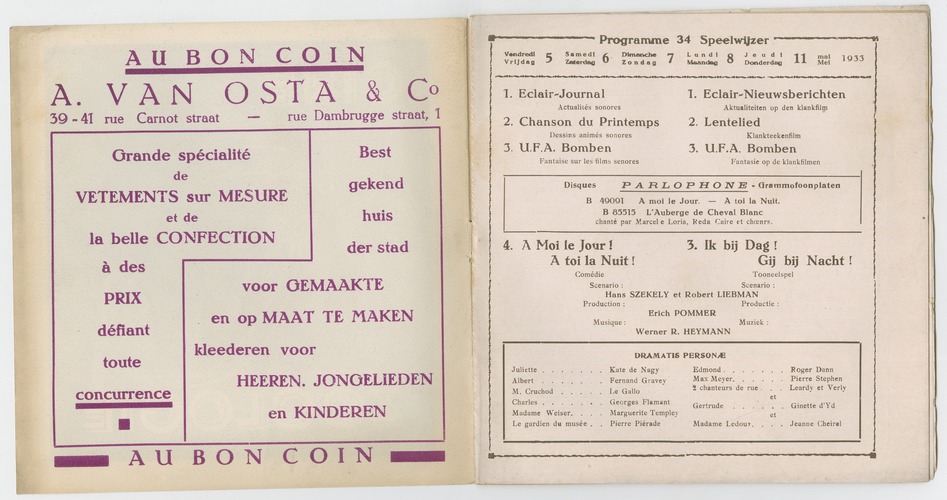 AU BON COIN
A. VAN OSTA & Co
39-41 rue Carnot straat — rue Dambrugge straat, 1
Grande spécialité
de
VETEMENTS sur MESURE
et de
la belle CONFECTION
à des
PRIX
défiant
toute
concurrence
Best
gekend
huis
der stad
voor GEMAAKTE
en op MAAT TE MAKEN
kleederen voor
HEEREN. JONGELIEDEN
en KINDEREN
AU BON COIN
Programme 34 Speelwijzer
Vendredi Vrijdag 5 Samedi Zaterdag 6 Dimanche Zondag 7 Lundi Maandag 8 Jeudi Donderdag 11 mai Mei 1933
1. Eclair-Journal
Actualités sonores
2. Chanson du Printemps
Dessins animés sonores
3. U.F.A. Bomben
Fantaisie sur les films sonores
1. Eclair-Nieuwsberichten
Aktualiteiten op den klankfilm
2. Lentelied
Klankteekenfilm
3. U.F.A. Bomben
Fantasie op de klankfilmen
Disques PARLOPHONE - Grammofoonplaten
B 49001 A moi le Jour. — A toi la Nuit.
B 85515 L'Auberge de Cheval Blanc
chanté par Marcel e Loria, Reda Caire et chœurs.
4. A Moi le Jour!
A toi la Nuit!
Comédie
3. Ik bij Dag!
Gij bij Nacht!
Tooneelspel
Scenario: Scenario:
Hans SZEKELY et Robert LIEBMAN
Production: Productie:
Erich POMMER
Musique: Muziek:
Werner R. HEYMANN
DRAMATIS PERSONÆ
Juliette . . . . . . . Kate de Nagy
Albert . . . . . . . Fernand Gravey
M. Cruchod . . . . . . Le Gallo
Charles . . . . . . . Georges Flamant
Madame Weiser. . . . . Marguerite Templey
Le gardien du musée . . Pierre Piérade
Edmond . . . . . . . Roger Dann
Max Meyer. . . . . . Pierre Stephen
2 chanteurs de rue . . Leardy et Verly
et
Gertrude . . . . . . Ginette d'Yd
et
Madame Ledoux, . . . Jeanne Cheirel